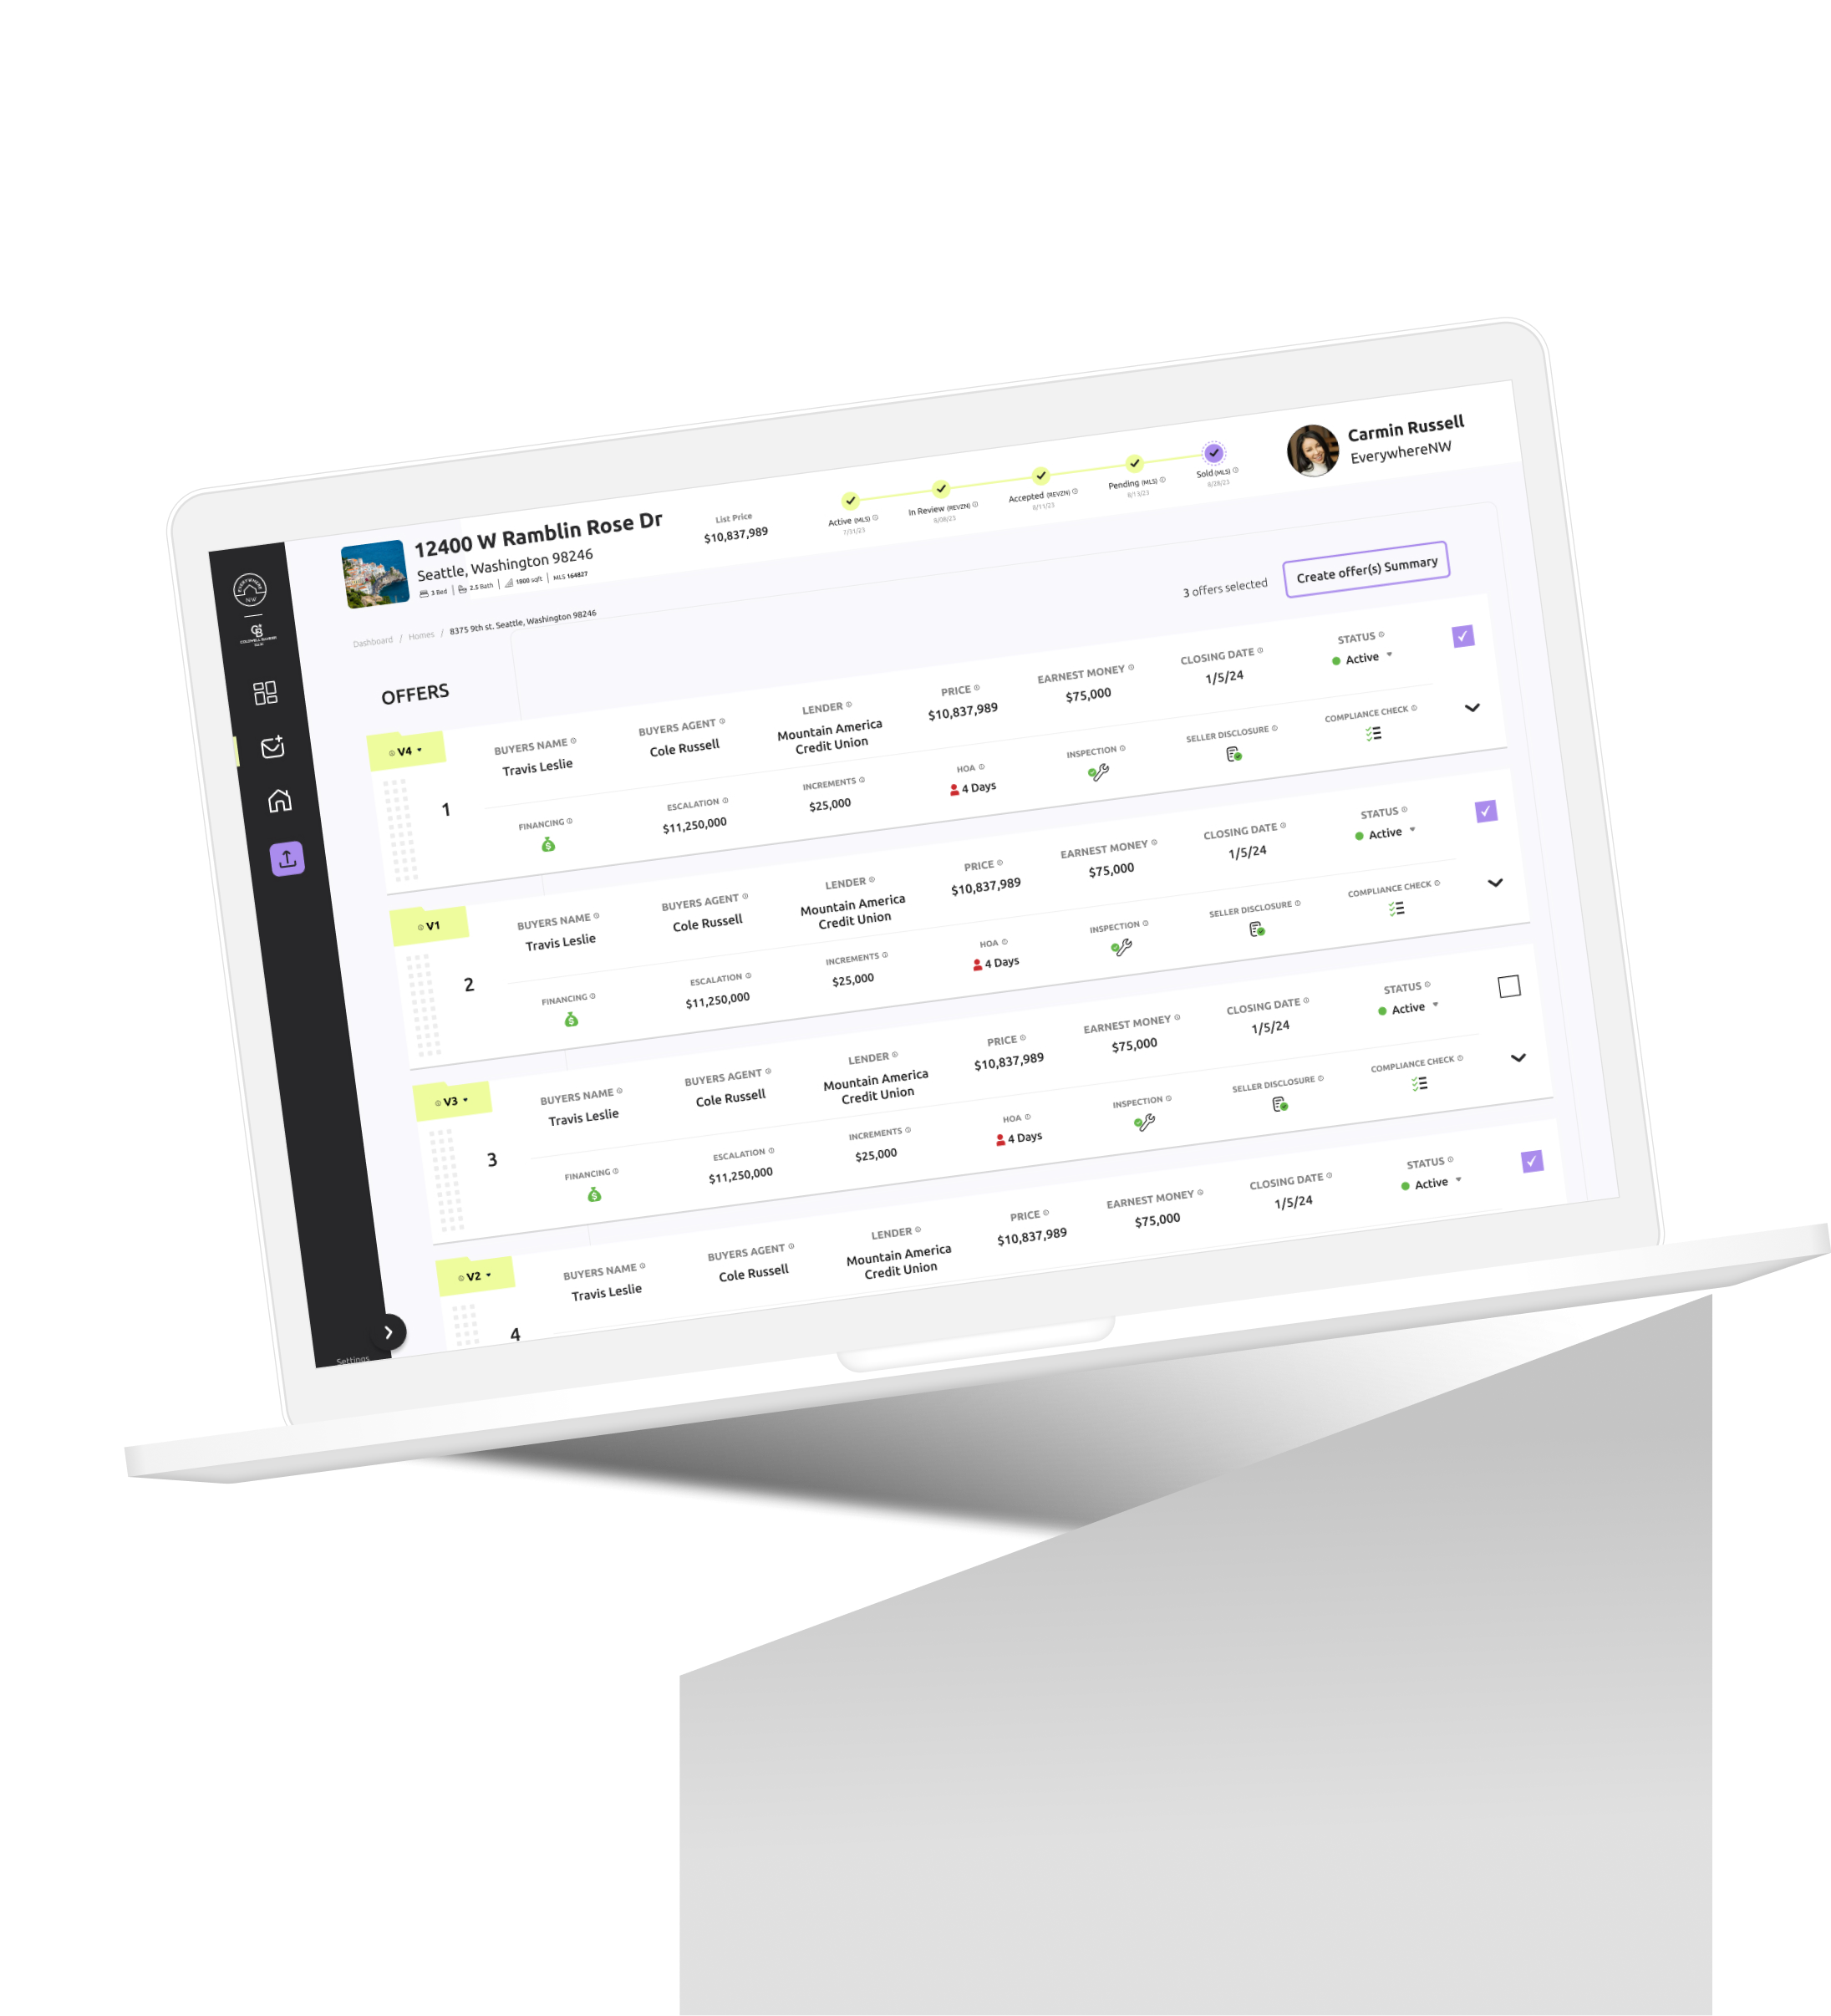 EVERYWHERE
NW
COLDWELL BANKER
12400 W Ramblin Rose Dr
Seattle, Washington 98246
3 Bed | 2.5 Bath | 1800 sqft | MLS 164827
List Price
$10,837,989
Active (MLS)
7/31/23
In Review (REVZN)
8/08/23
Accepted (REVZN)
8/11/23
Pending (MLS)
8/13/23
Sold (MLS)
8/28/23
Carmin Russell
EverywhereNW
Dashboard / Homes / 8375 9th st. Seattle, Washington 98246
3 offers selected
Create offer(s) Summary
OFFERS
V4
1
BUYERS NAME
Travis Leslie
BUYERS AGENT
Cole Russell
LENDER
Mountain America
Credit Union
PRICE
$10,837,989
EARNEST MONEY
$75,000
CLOSING DATE
1/5/24
STATUS
Active
FINANCING
ESCALATION
$11,250,000
INCREMENTS
$25,000
HOA
4 Days
INSPECTION
SELLER DISCLOSURE
COMPLIANCE CHECK
V1
2
BUYERS NAME
Travis Leslie
BUYERS AGENT
Cole Russell
LENDER
Mountain America
Credit Union
PRICE
$10,837,989
EARNEST MONEY
$75,000
CLOSING DATE
1/5/24
STATUS
Active
FINANCING
ESCALATION
$11,250,000
INCREMENTS
$25,000
HOA
4 Days
INSPECTION
SELLER DISCLOSURE
COMPLIANCE CHECK
V3
3
BUYERS NAME
Travis Leslie
BUYERS AGENT
Cole Russell
LENDER
Mountain America
Credit Union
PRICE
$10,837,989
EARNEST MONEY
$75,000
CLOSING DATE
1/5/24
STATUS
Active
FINANCING
ESCALATION
$11,250,000
INCREMENTS
$25,000
HOA
4 Days
INSPECTION
SELLER DISCLOSURE
COMPLIANCE CHECK
V2
4
BUYERS NAME
Travis Leslie
BUYERS AGENT
Cole Russell
LENDER
Mountain America
Credit Union
PRICE
$10,837,989
EARNEST MONEY
$75,000
CLOSING DATE
1/5/24
STATUS
Active
Settings